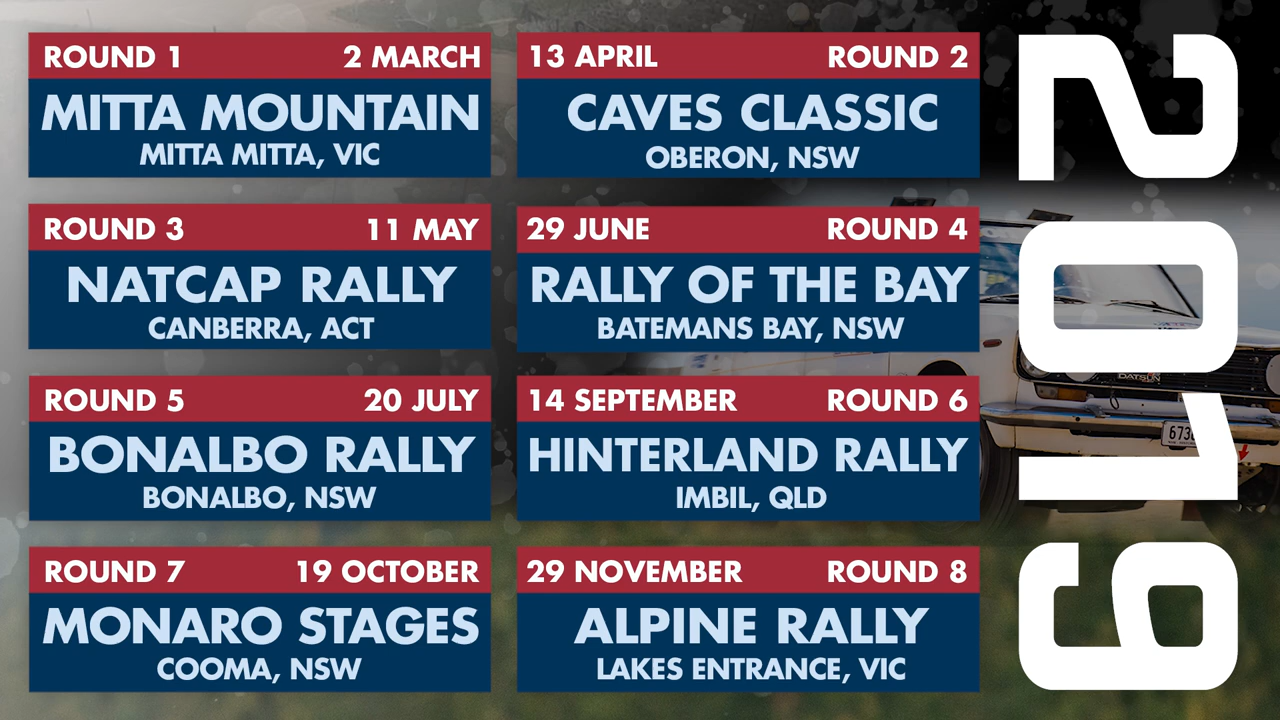 ROUND 1 2 MARCH
MITTA MOUNTAIN
MITTA MITTA, VIC
13 APRIL ROUND 2
CAVES CLASSIC
OBERON, NSW
ROUND 3 11 MAY
NATCAP RALLY
CANBERRA, ACT
29 JUNE ROUND 4
RALLY OF THE BAY
BATEMANS BAY, NSW
ROUND 5 20 JULY
BONALBO RALLY
BONALBO, NSW
14 SEPTEMBER ROUND 6
HINTERLAND RALLY
IMBIL, QLD
ROUND 7 19 OCTOBER
MONARO STAGES
COOMA, NSW
29 NOVEMBER ROUND 8
ALPINE RALLY
LAKES ENTRANCE, VIC
2019
DATSUN